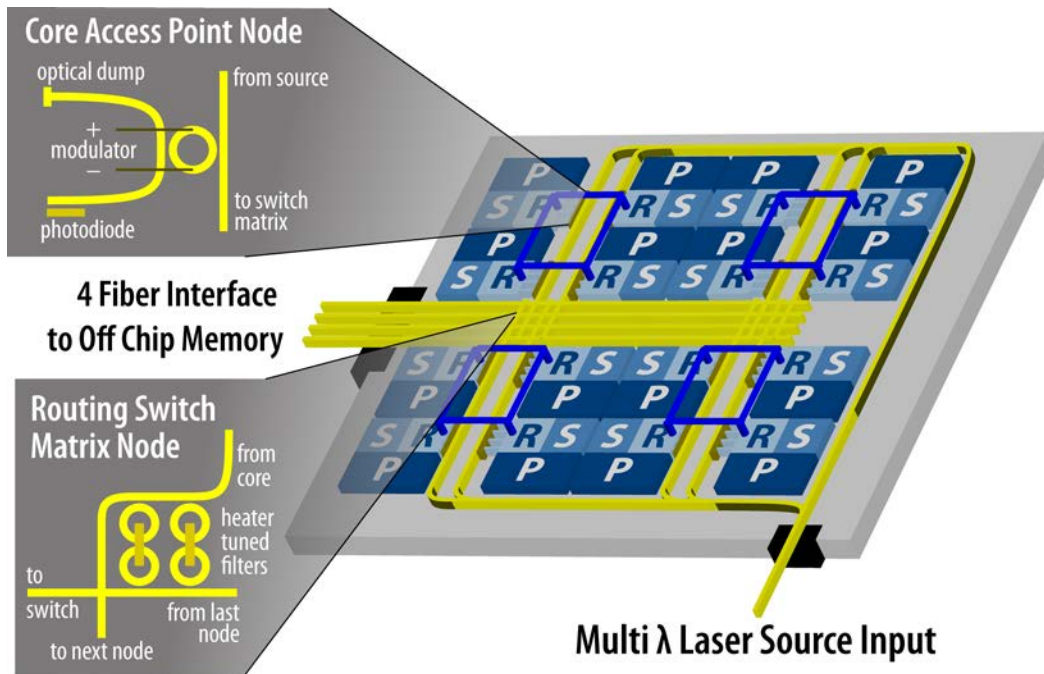 Core Access Point Node
optical dump
from source
+
modulator
−
to switch
matrix
photodiode
4 Fiber Interface
to Off Chip Memory
Routing Switch
Matrix Node
from
core
heater
tuned
filters
to
switch
from last
node
to next node
P P P P
S R R S S R R S
P P P P
S R R S S R R S
S R R S S R R S
P P P P
S R R S S R R S
P P P P
Multi λ Laser Source Input